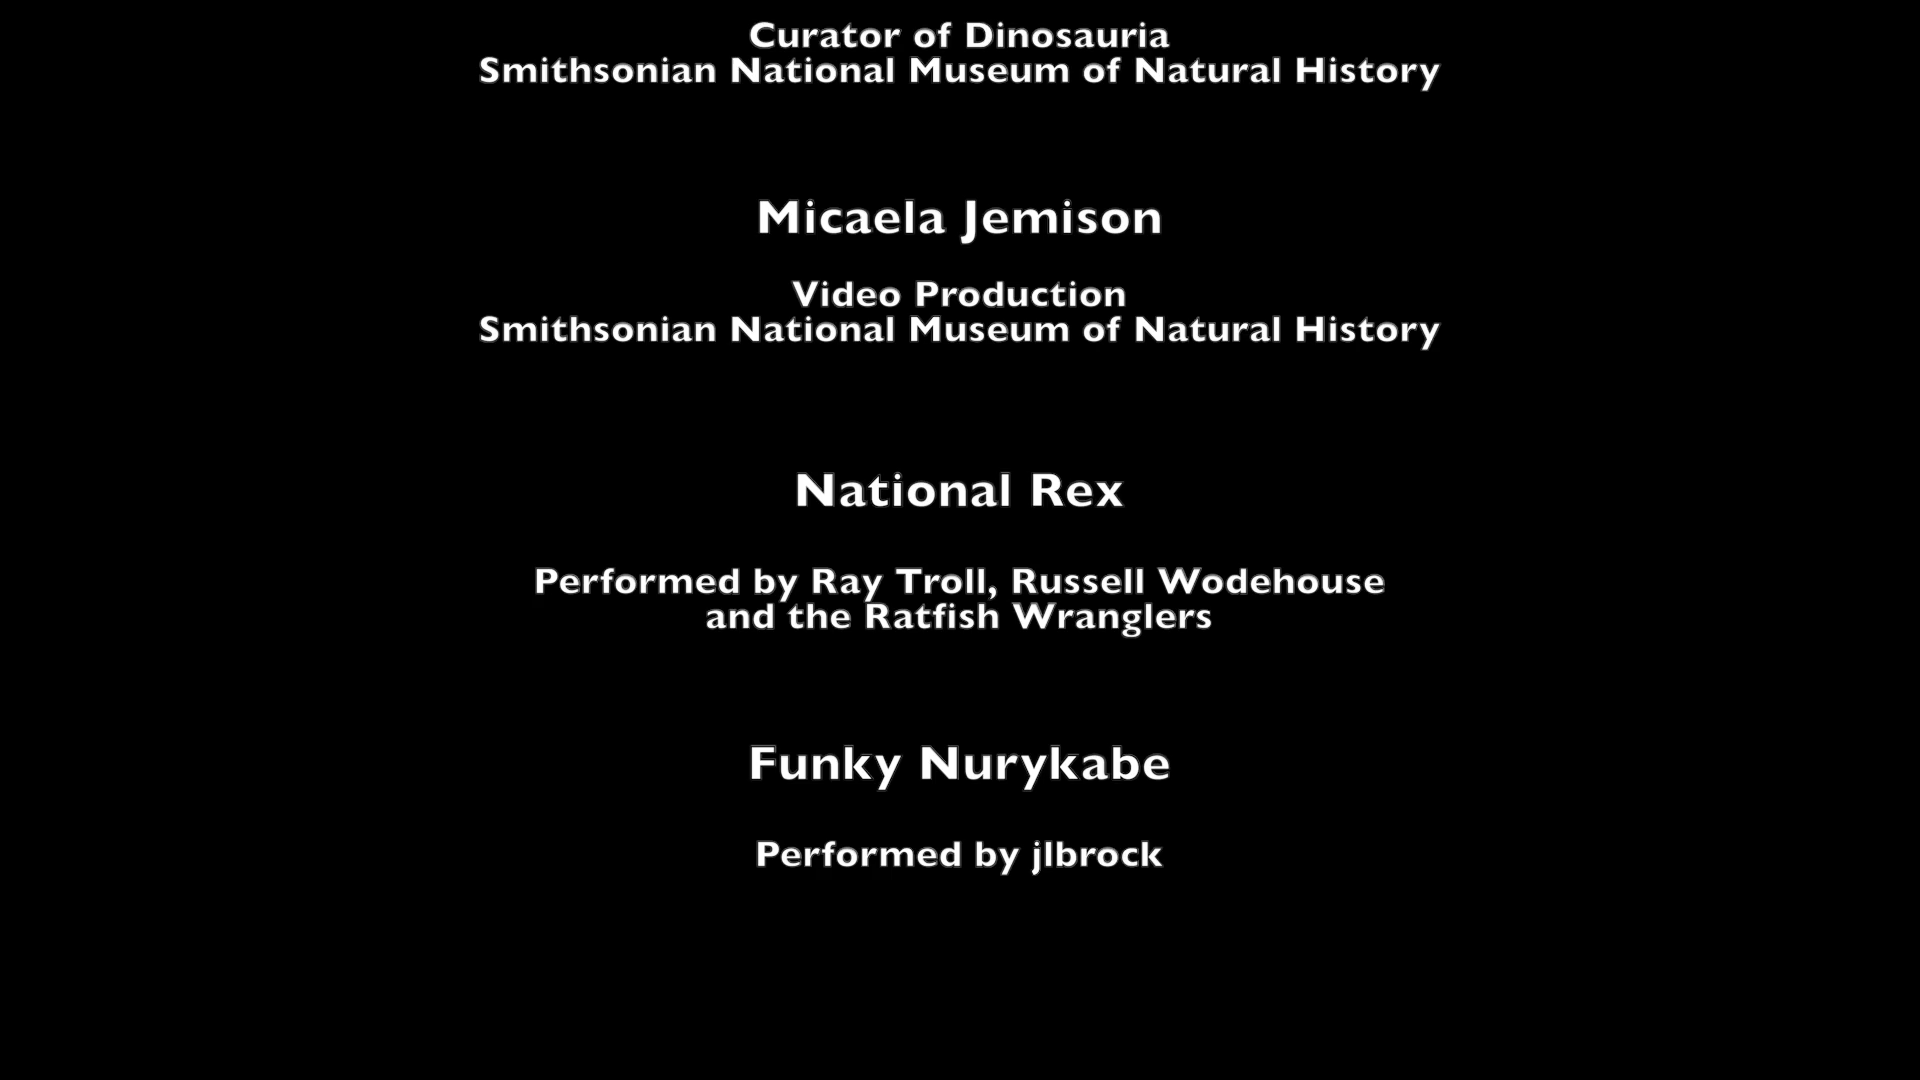 Curator of Dinosauria
Smithsonian National Museum of Natural History
Micaela Jemison
Video Production
Smithsonian National Museum of Natural History
National Rex
Performed by Ray Troll, Russell Wodehouse
and the Ratfish Wranglers
Funky Nurykabe
Performed by jlbrock